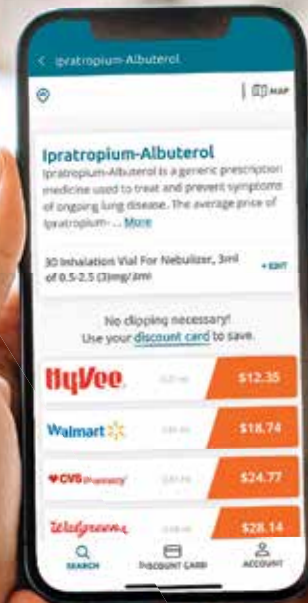 Ipratropium-Albuterol
MAP
Ipratropium-Albuterol
Ipratropium-Albuterol is a generic prescription
medicine used to treat and prevent symptoms
of ongoing lung disease. The average price of
Ipratropium-... More
30 Inhalation Vial For Nebulizer, 3ml
of 0.5-2.5 (3)mg/3ml
+ EDIT
No clipping necessary!
Use your discount card to save.
HyVee
$12.35
Walmart
$18.74
CVS pharmacy
$24.77
Walgreens
$28.14
SEARCH
DISCOUNT CARD
ACCOUNT